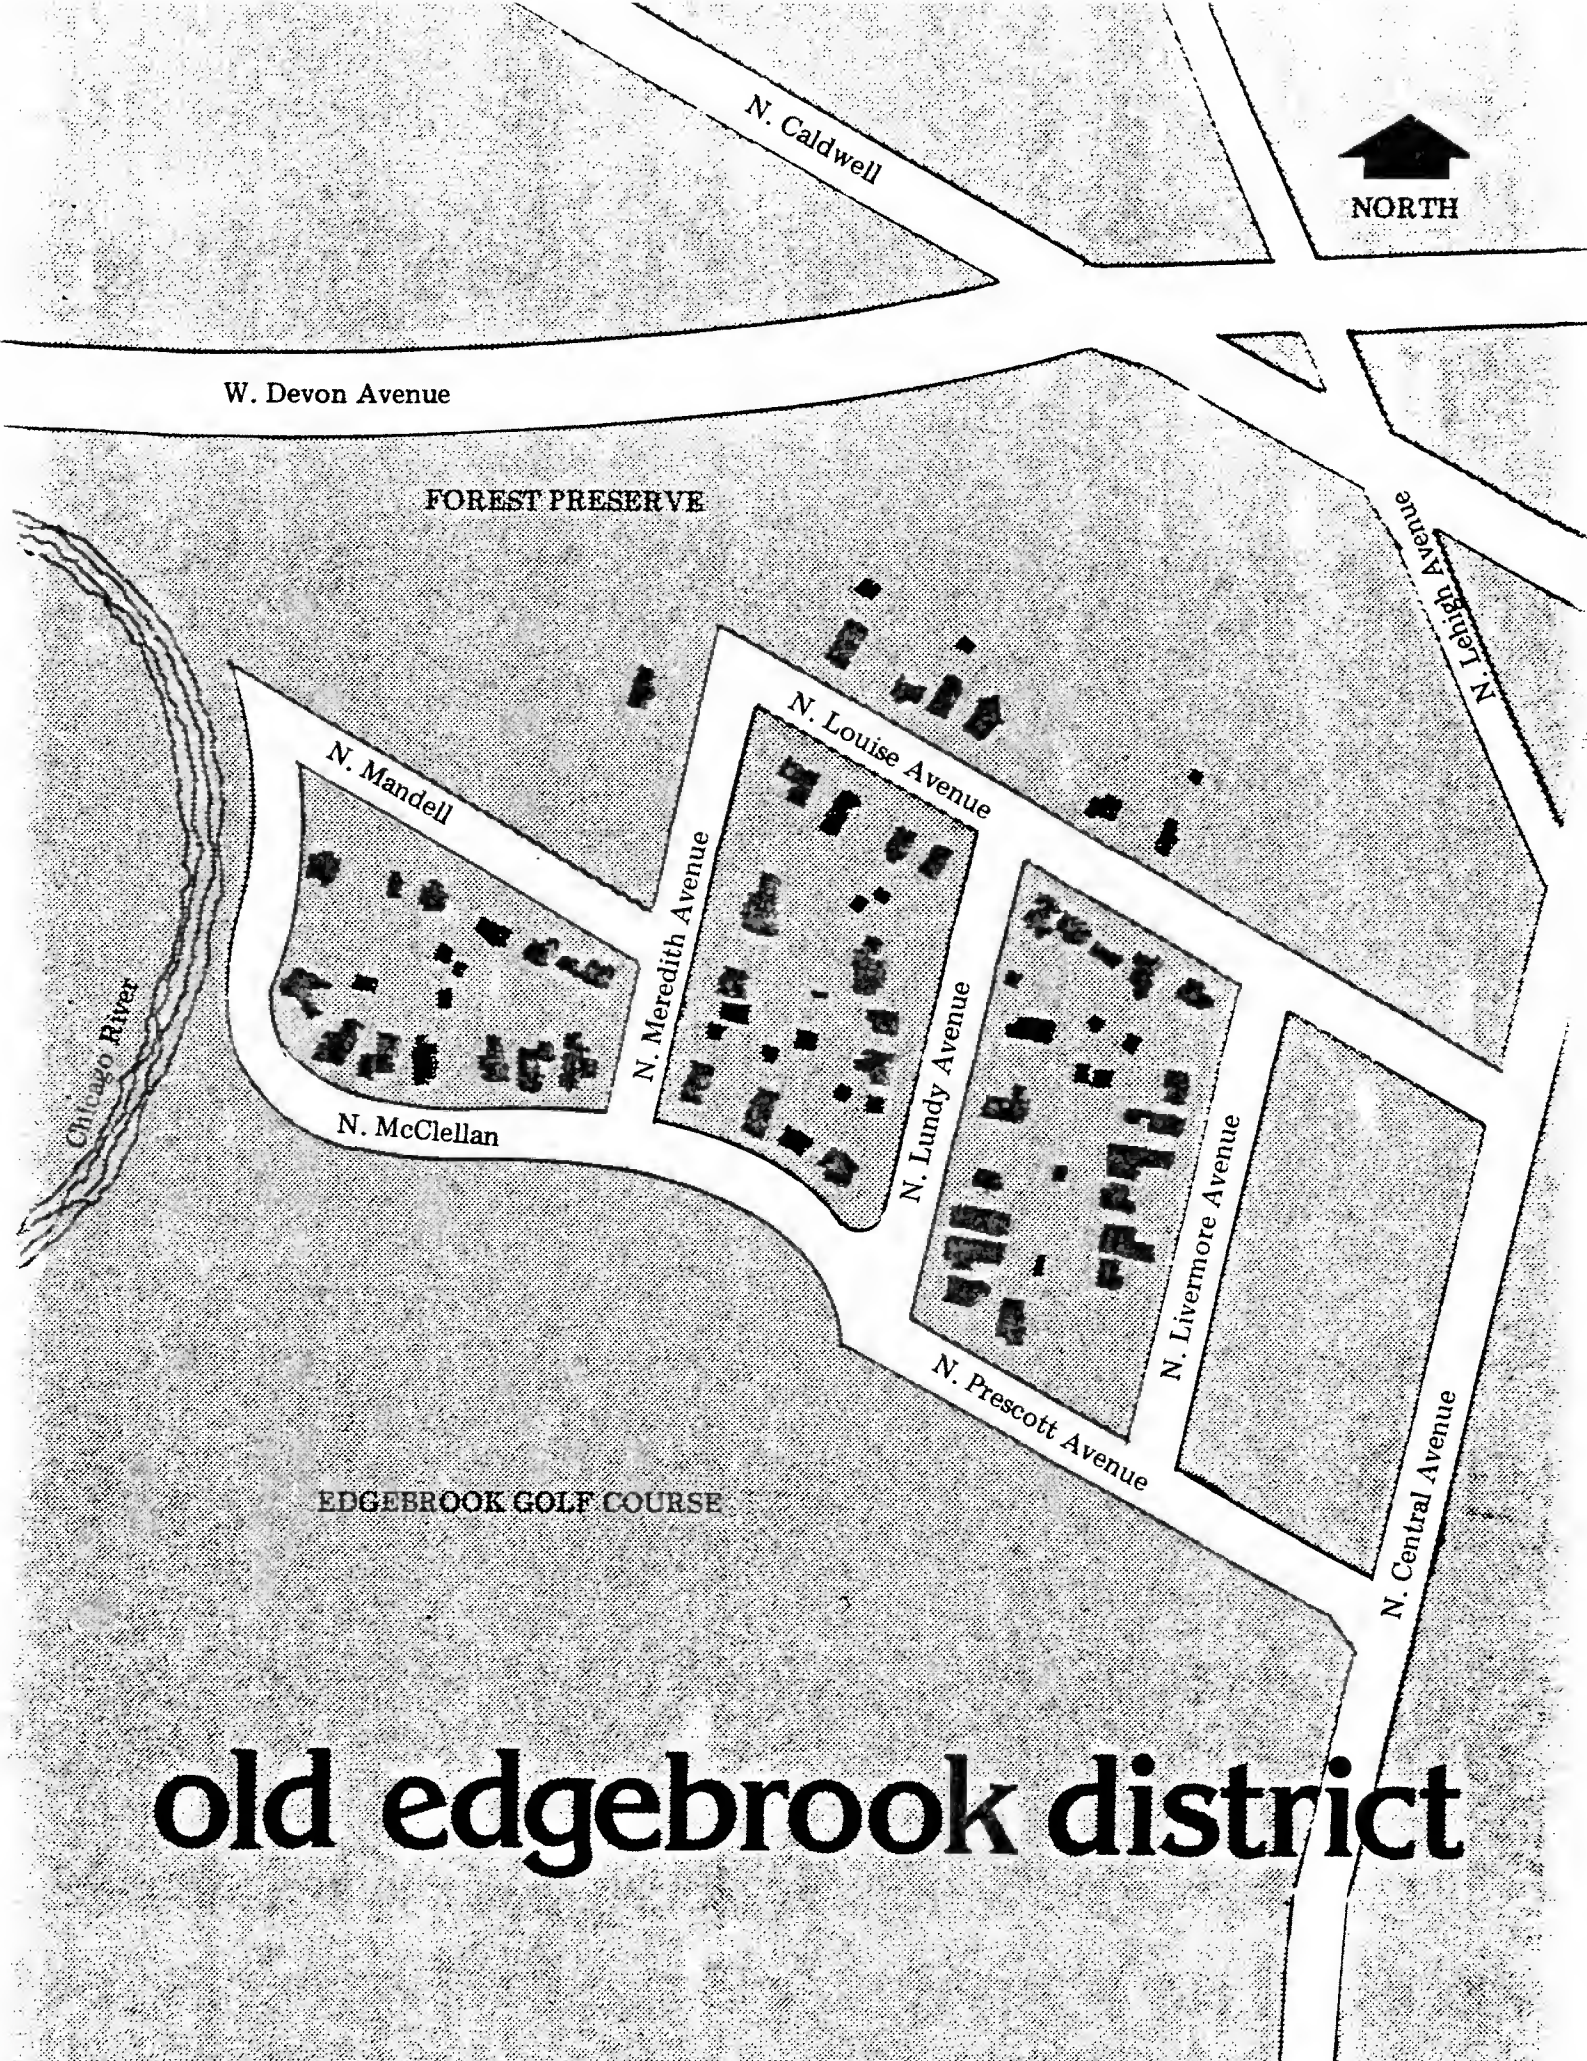 N. Caldwell
NORTH
W. Devon Avenue
FOREST PRESERVE
N. Lehigh Avenue
N. Louise Avenue
N. Mandell
N. Meredith Avenue
Chicago River
N. Lundy Avenue
N. McClellan
N. Livermore Avenue
N. Prescott Avenue
N. Central Avenue
EDGEBROOK GOLF COURSE
old edgebrook district